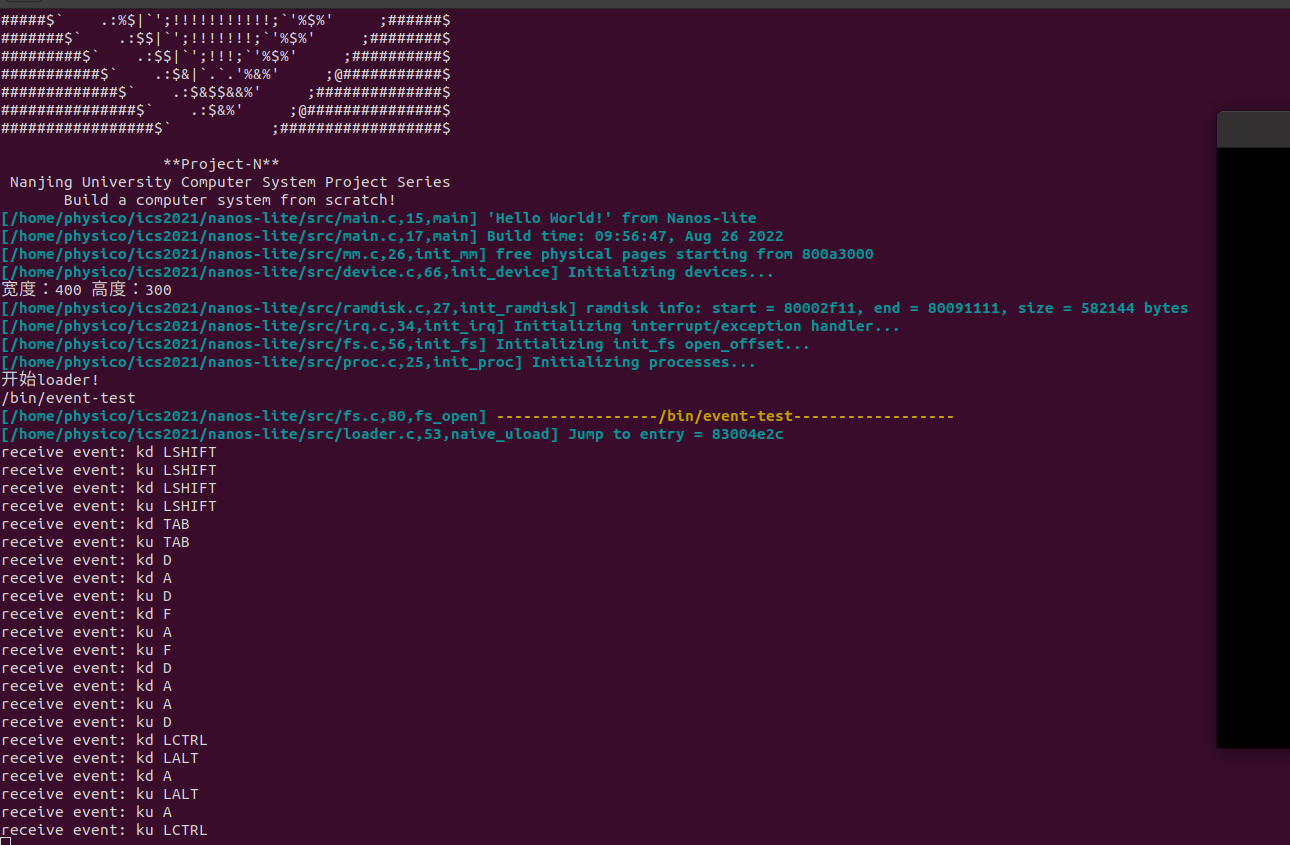 #####$`    .:%$|`';!!!!!!!!!!!;`'%$%'     ;######$
#######$`    .:$$|`';!!!!!!!;`'%$%'     ;########$
#########$`    .:$$|`';!!!;`'%$%'     ;##########$
###########$`    .:$&|`.`.'%&%'     ;@###########$
#############$`    .:$&$$&&%'     ;##############$
###############$`    .:$&%'     ;@###############$
#################$`           ;##################$
**Project-N**
Nanjing University Computer System Project Series
Build a computer system from scratch!
[/home/physico/ics2021/nanos-lite/src/main.c,15,main] 'Hello World!' from Nanos-lite
[/home/physico/ics2021/nanos-lite/src/main.c,17,main] Build time: 09:56:47, Aug 26 2022
[/home/physico/ics2021/nanos-lite/src/mm.c,26,init_mm] free physical pages starting from 800a3000
[/home/physico/ics2021/nanos-lite/src/device.c,66,init_device] Initializing devices...
宽度：400 高度：300
[/home/physico/ics2021/nanos-lite/src/ramdisk.c,27,init_ramdisk] ramdisk info: start = 80002f11, end = 80091111, size = 582144 bytes
[/home/physico/ics2021/nanos-lite/src/irq.c,34,init_irq] Initializing interrupt/exception handler...
[/home/physico/ics2021/nanos-lite/src/fs.c,56,init_fs] Initializing init_fs open_offset...
[/home/physico/ics2021/nanos-lite/src/proc.c,25,init_proc] Initializing processes...
开始loader!
/bin/event-test
[/home/physico/ics2021/nanos-lite/src/fs.c,80,fs_open] ------------------/bin/event-test------------------
[/home/physico/ics2021/nanos-lite/src/loader.c,53,naive_uload] Jump to entry = 83004e2c
receive event: kd LSHIFT
receive event: ku LSHIFT
receive event: kd LSHIFT
receive event: ku LSHIFT
receive event: kd TAB
receive event: ku TAB
receive event: kd D
receive event: kd A
receive event: ku D
receive event: kd F
receive event: ku A
receive event: ku F
receive event: kd D
receive event: kd A
receive event: ku A
receive event: ku D
receive event: kd LCTRL
receive event: kd LALT
receive event: kd A
receive event: ku LALT
receive event: ku A
receive event: ku LCTRL